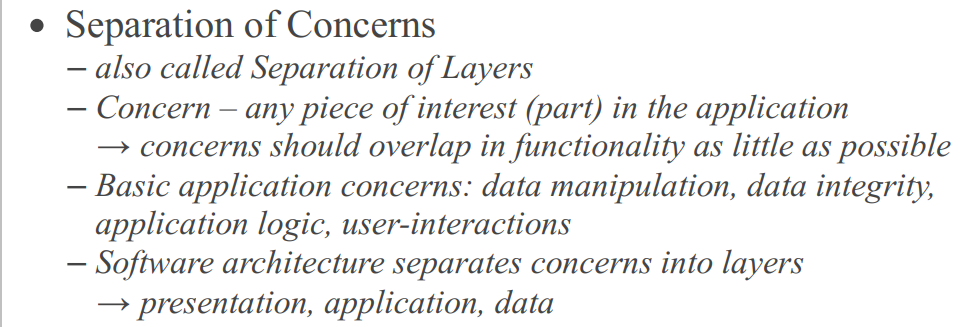 • Separation of Concerns
– also called Separation of Layers
– Concern – any piece of interest (part) in the application
→ concerns should overlap in functionality as little as possible
– Basic application concerns: data manipulation, data integrity,
application logic, user-interactions
– Software architecture separates concerns into layers
→ presentation, application, data